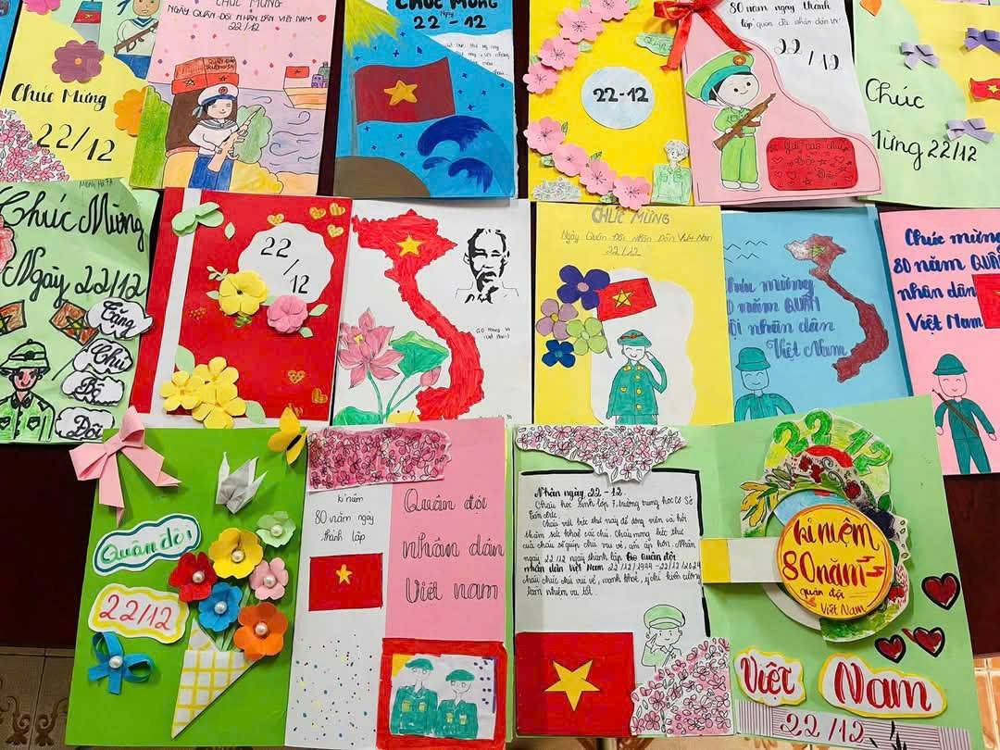 Chúc Mừng
22/12
CHÚC MỪNG
NGÀY QUÂN ĐỘI NHÂN DÂN VIỆT NAM
22/12
CHÚC MỪNG
Ngày
22-12
22-12
80 năm ngày thành
lập quân đội nhân dân
22/12
Chúc
Mừng 22/12
Chúc Mừng
Ngày 22/12
Tặng
Chú
Bộ
Đội
22/12
CHÚC MỪNG
Ngày Quân Đội Nhân Dân Việt Nam
22/12
Chúc mừng
80 năm QUÂN
đội nhân dân
Việt Nam
Chúc mừng
80 năm QUÂN
nhân dân
Việt Nam
Quân đội
22/12
kỉ niệm
80 năm ngày
thành lập
Quân đội
nhân dân
Việt nam
Nhân ngày 22-12,
Cháu học sinh lớp 7, trường trung học Cơ Sở
Cháu viết bức thư này để động viên và hỏi
thăm sức khoẻ các chú. Cháu mong bức thư
của cháu sẽ giúp chú vui vẻ, ấm áp hơn. Nhân
ngày 22/12 ngày thành lập Quân đội
nhân dân Việt Nam 22/12/1944-22/12/2024
cháu chúc chú vui vẻ, mạnh khoẻ, ý chí kiên cường
làm nhiệm vụ tốt
22 12
kỉ niệm
80 năm
quân đội
Việt Nam
Việt Nam
22/12